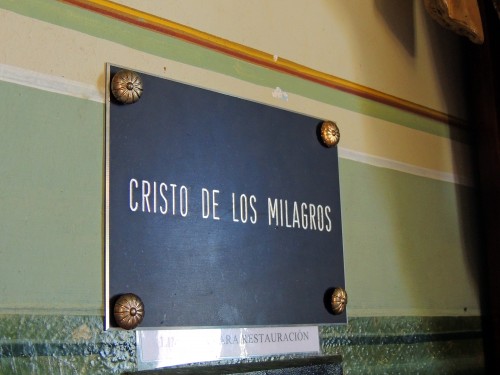 CRISTO DE LOS MILAGROS
RESTAURACIÓN